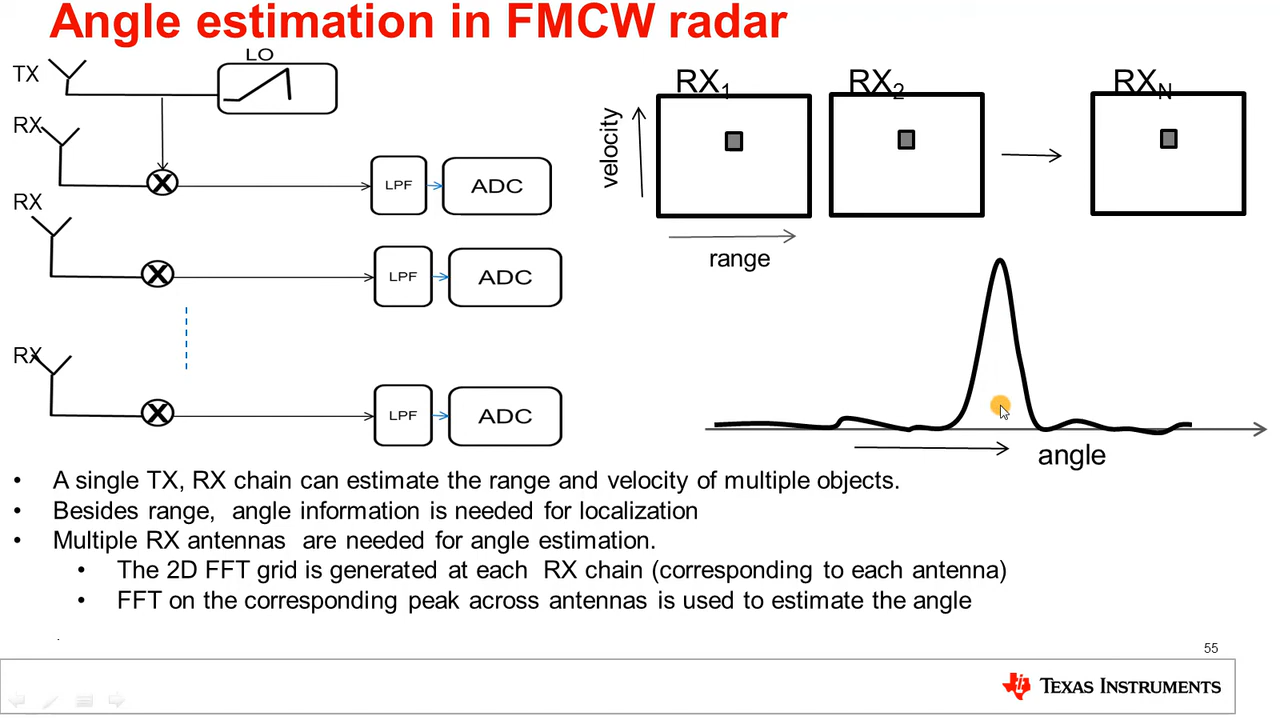 Angle estimation in FMCW radar
LO
TX
RX
RX
RX
LPF
ADC
LPF
ADC
LPF
ADC
RX1
RX2
RXN
velocity
range
angle
• A single TX, RX chain can estimate the range and velocity of multiple objects.
• Besides range, angle information is needed for localization
• Multiple RX antennas are needed for angle estimation.
• The 2D FFT grid is generated at each RX chain (corresponding to each antenna)
• FFT on the corresponding peak across antennas is used to estimate the angle
.
55
TEXAS INSTRUMENTS